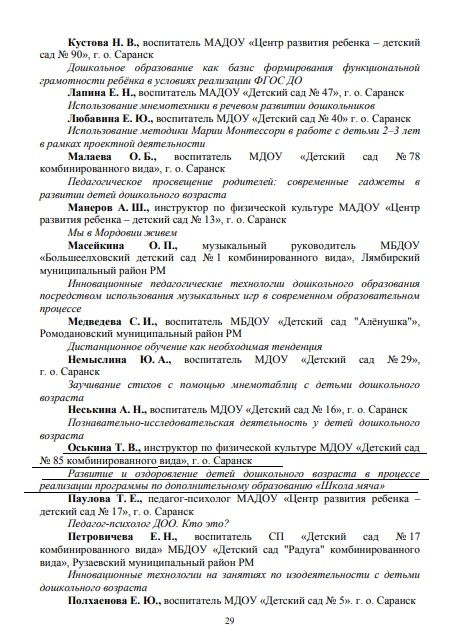 Кустова Н. В., воспитатель МАДОУ «Центр развития ребенка – детский
сад № 90», г. о. Саранск
Дошкольное образование как базис формирования функциональной
грамотности ребёнка в условиях реализации ФГОС ДО
Лапина Е. Н., воспитатель МАДОУ «Детский сад № 47», г. о. Саранск
Использование мнемотехники в речевом развитии дошкольников
Любавина Е. Ю., воспитатель МДОУ «Детский сад № 40» г. о. Саранск
Использование методики Марии Монтессори в работе с детьми 2–3 лет
в рамках проектной деятельности
Малаева О. Б., воспитатель МДОУ «Детский сад № 78
комбинированного вида», г. о. Саранск
Педагогическое просвещение родителей: современные гаджеты в
развитии детей дошкольного возраста
Манеров А. Ш., инструктор по физической культуре МАДОУ «Центр
развития ребенка – детский сад № 13», г. о. Саранск
Мы в Мордовии живем
Масейкина О. П., музыкальный руководитель МБДОУ
«Большеелховский детский сад № 1 комбинированного вида», Лямбирский
муниципальный район РМ
Инновационные педагогические технологии дошкольного образования
посредством использования музыкальных игр в современном образовательном
процессе
Медведева С. И., воспитатель МБДОУ «Детский сад "Алёнушка"»,
Ромодановский муниципальный район РМ
Дистанционное обучение как необходимая тенденция
Немыслина Ю. А., воспитатель МДОУ «Детский сад № 29»,
г. о. Саранск
Заучивание стихов с помощью мнемотаблиц с детьми дошкольного
возраста
Неськина А. Н., воспитатель МДОУ «Детский сад № 16», г. о. Саранск
Познавательно-исследовательская деятельность у детей дошкольного
возраста
Оськина Т. В., инструктор по физической культуре МДОУ «Детский сад
№ 85 комбинированного вида», г. о. Саранск
Развитие и оздоровление детей дошкольного возраста в процессе
реализации программы по дополнительному образованию «Школа мяча»
Паулова Т. Е., педагог-психолог МАДОУ «Центр развития ребенка –
детский сад № 17», г. о. Саранск
Педагог-психолог ДОО. Кто это?
Петровичева Е. Н., воспитатель СП «Детский сад № 17
комбинированного вида» МБДОУ «Детский сад "Радуга" комбинированного
вида», Рузаевский муниципальный район РМ
Инновационные технологии на занятиях по изодеятельности с детьми
дошкольного возраста
Полхаенова Е. Ю., воспитатель МДОУ «Детский сад № 5». г. о. Саранск
29